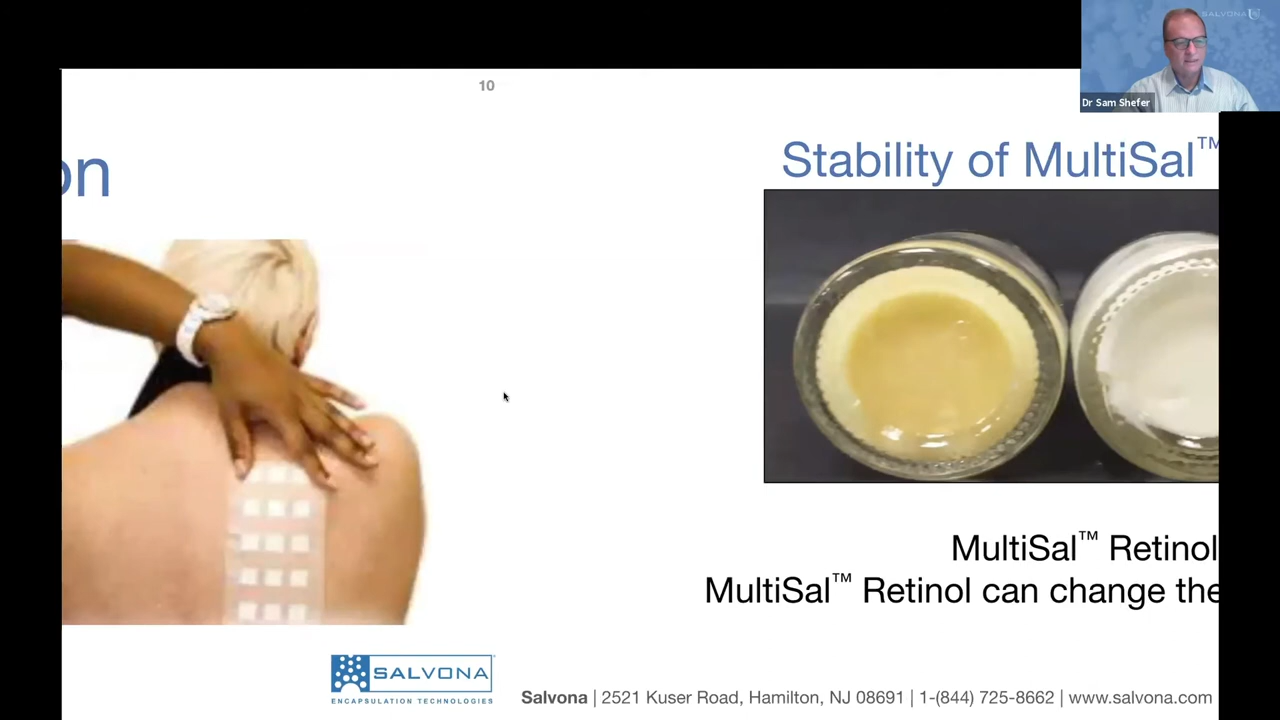 SALVONA
Dr Sam Shefer
10
on
Stability of MultiSal™
MultiSal™ Retinol
MultiSal™ Retinol can change the
SALVONA
ENCAPSULATION TECHNOLOGIES
Salvona | 2521 Kuser Road, Hamilton, NJ 08691 | 1-(844) 725-8662 | www.salvona.com